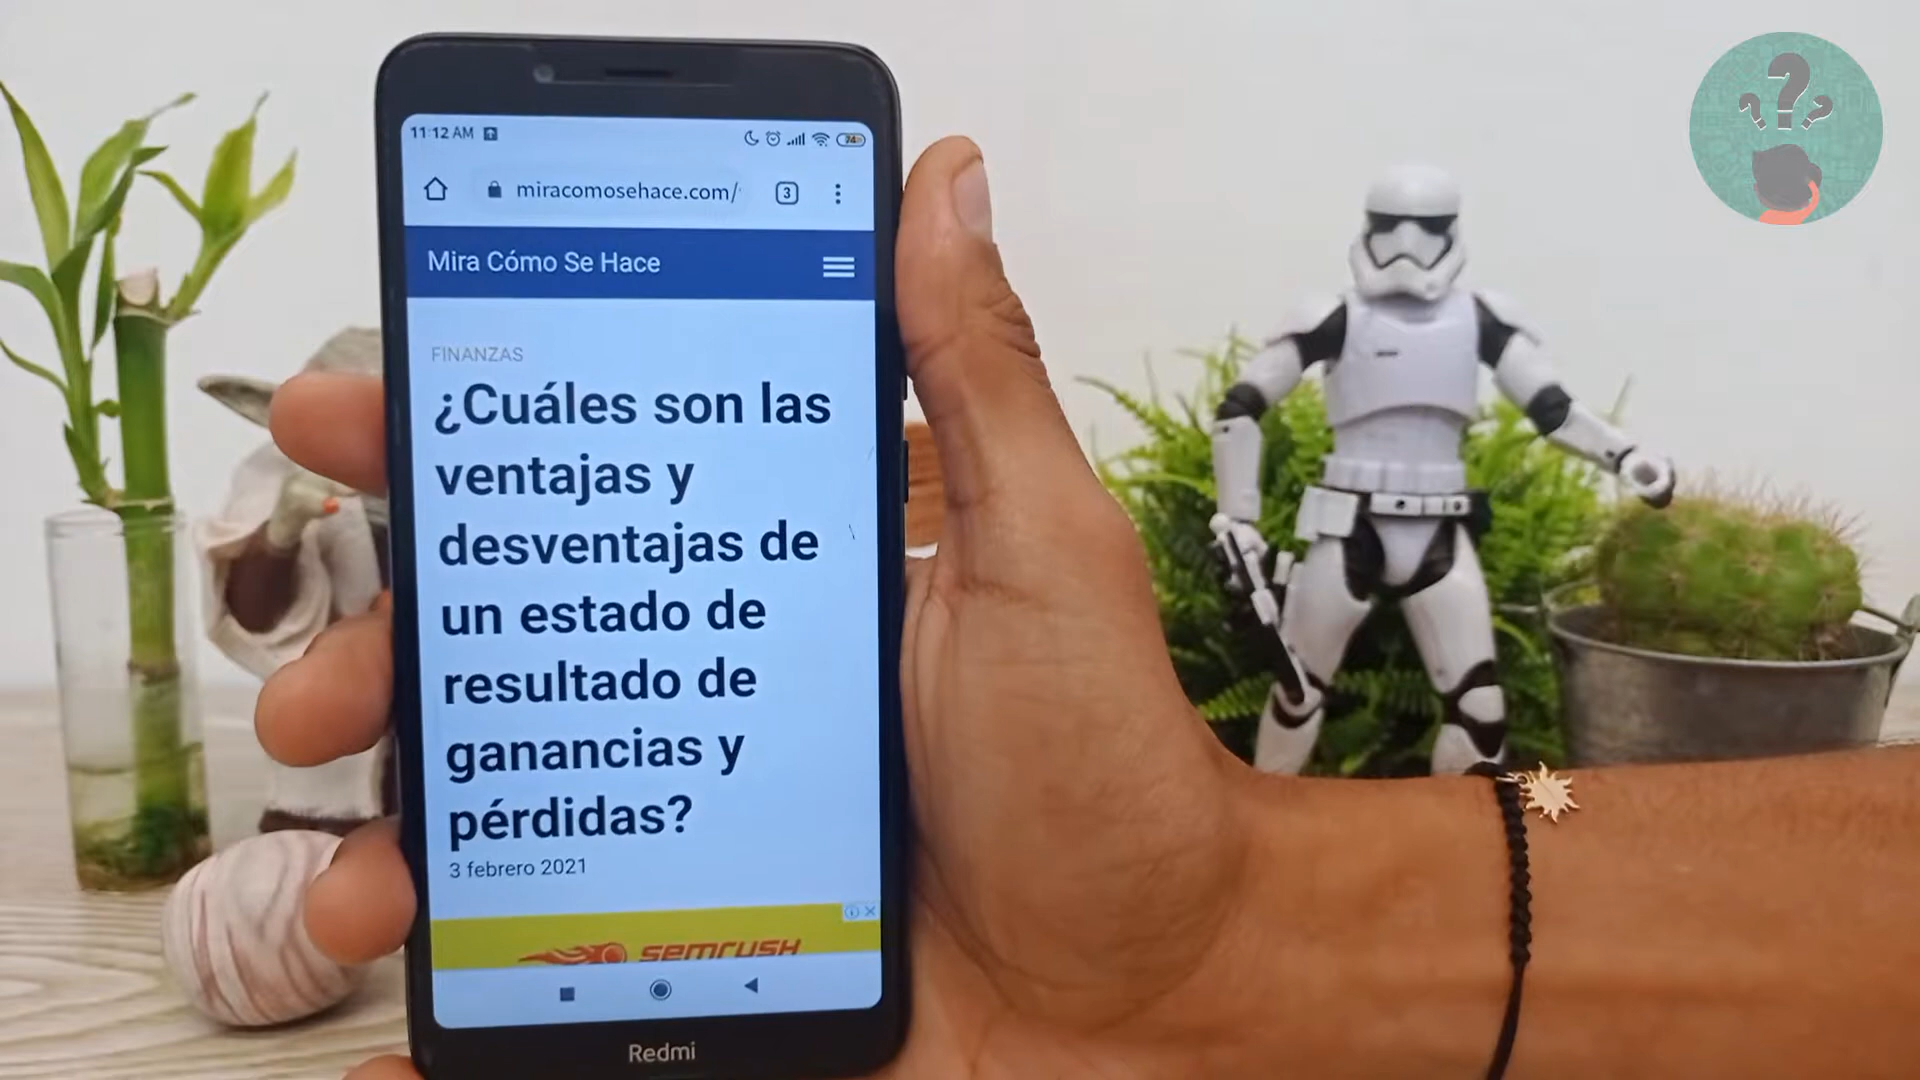 11:12 AM
74
miracomosehace.com/
3
Mira Cómo Se Hace
FINANZAS
¿Cuáles son las
ventajas y
desventajas de
un estado de
resultado de
ganancias y
pérdidas?
3 febrero 2021
semrush
Redmi